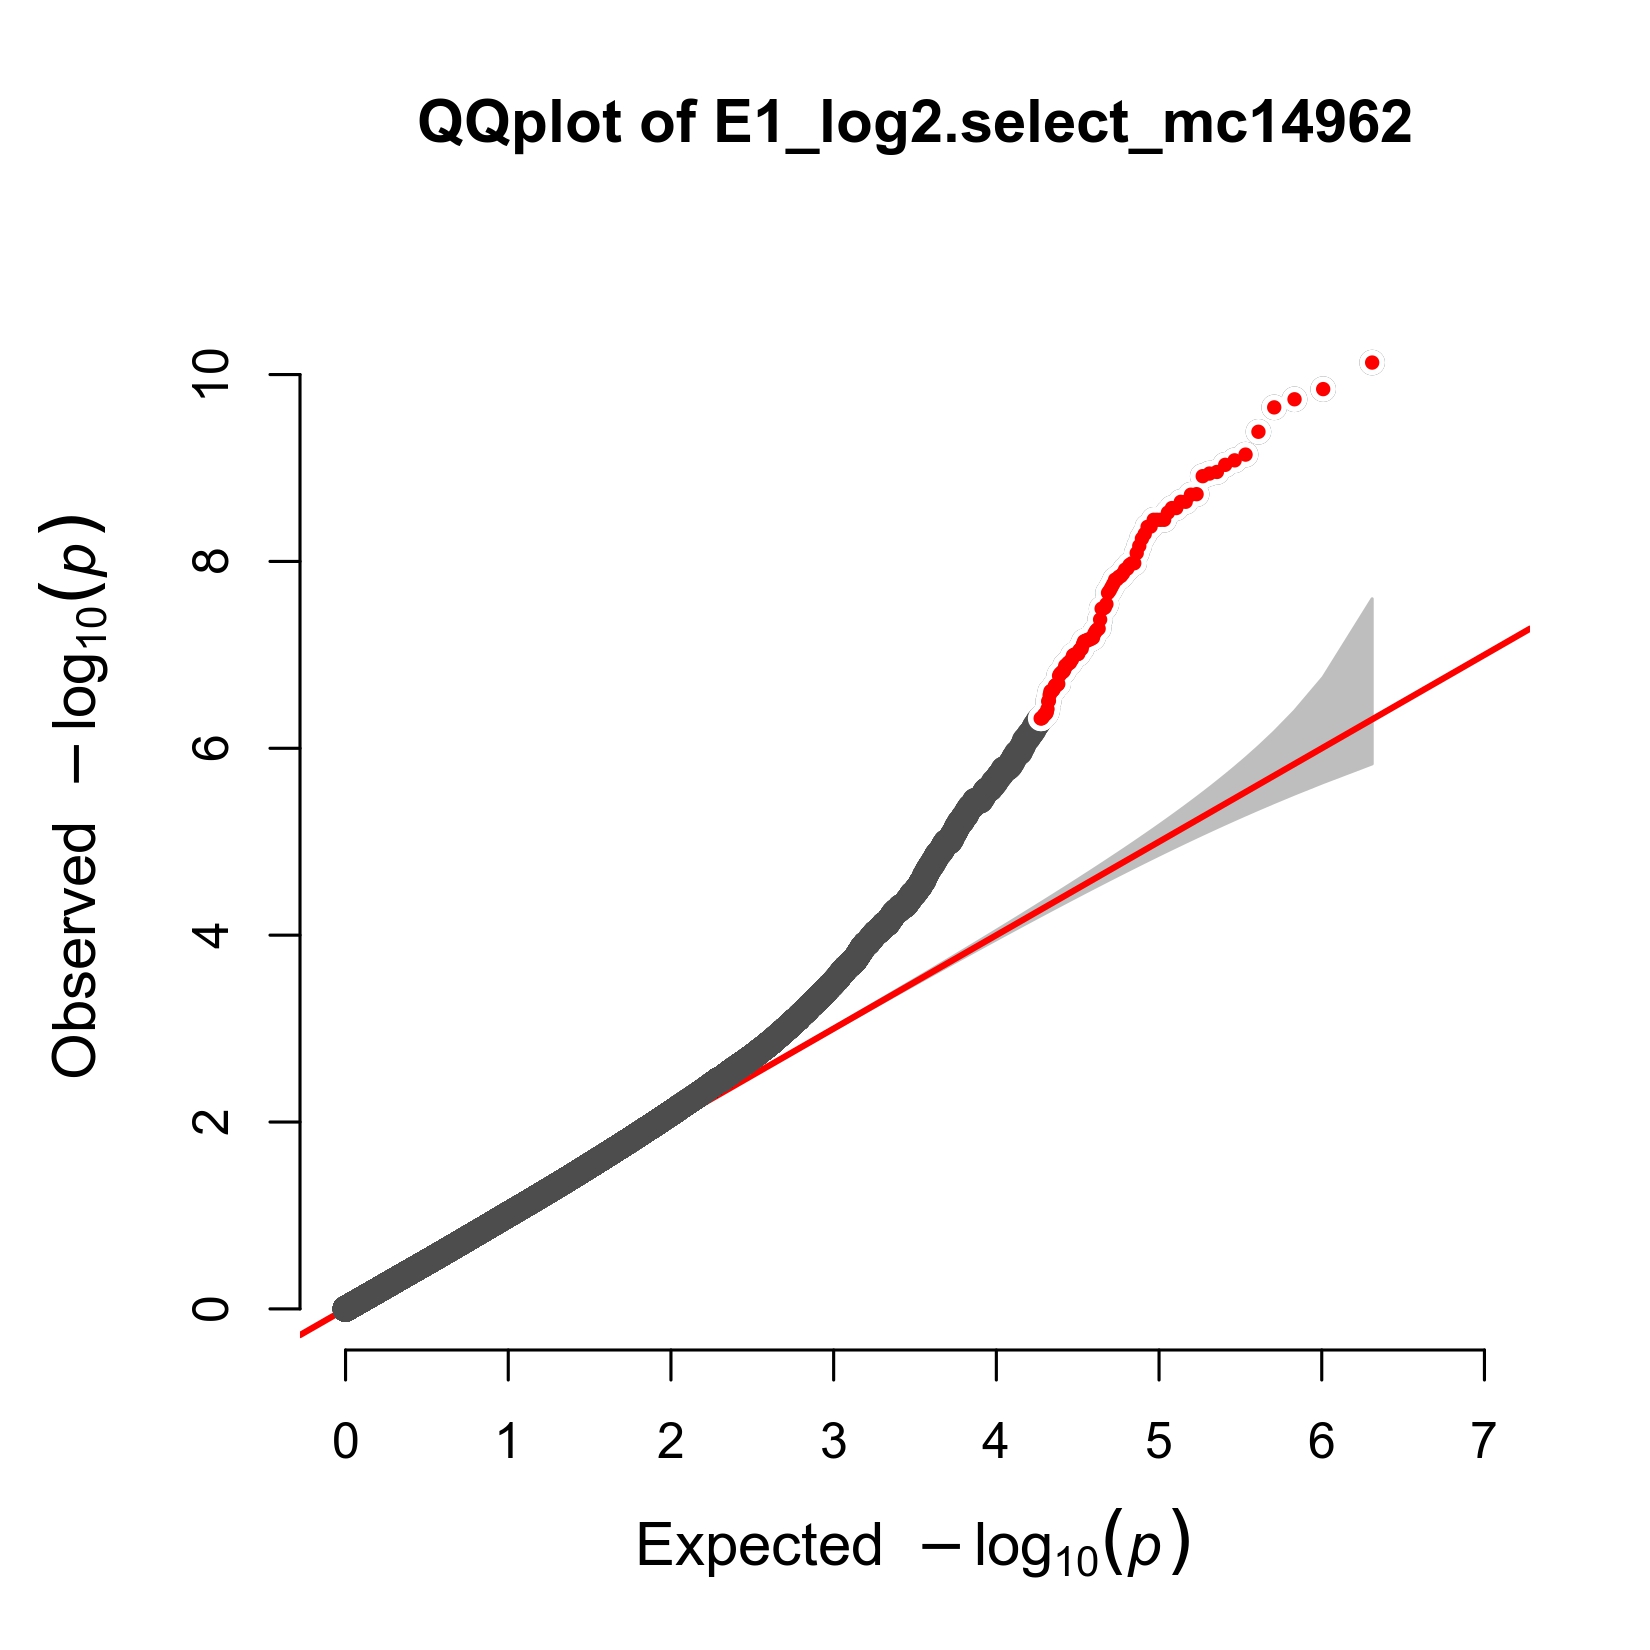 QQplot of E1_log2.select_mc14962
10
8
6
4
2
0
Observed −log₁₀(p)
0 1 2 3 4 5 6 7
Expected −log₁₀(p)